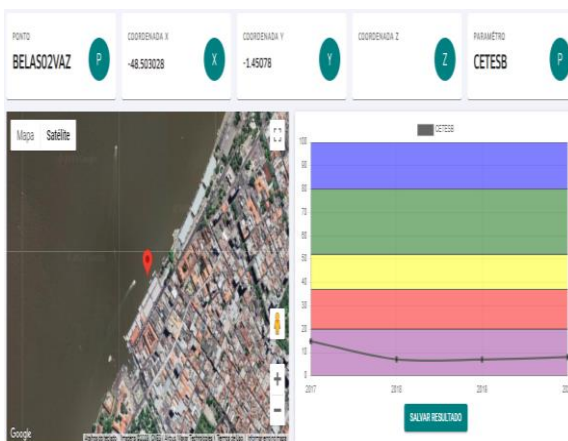 PONTO
BELAS02VAZ
P
COORDENADA X
-48.503028
X
COORDENADA Y
-1.45078
Y
COORDENADA Z
Z
PARAMÊTRO
CETESB
P
Mapa Satélite
Google
CETESB
100
90
80
70
60
50
40
30
20
10
0
2017 2018 2019
SALVAR RESULTADO